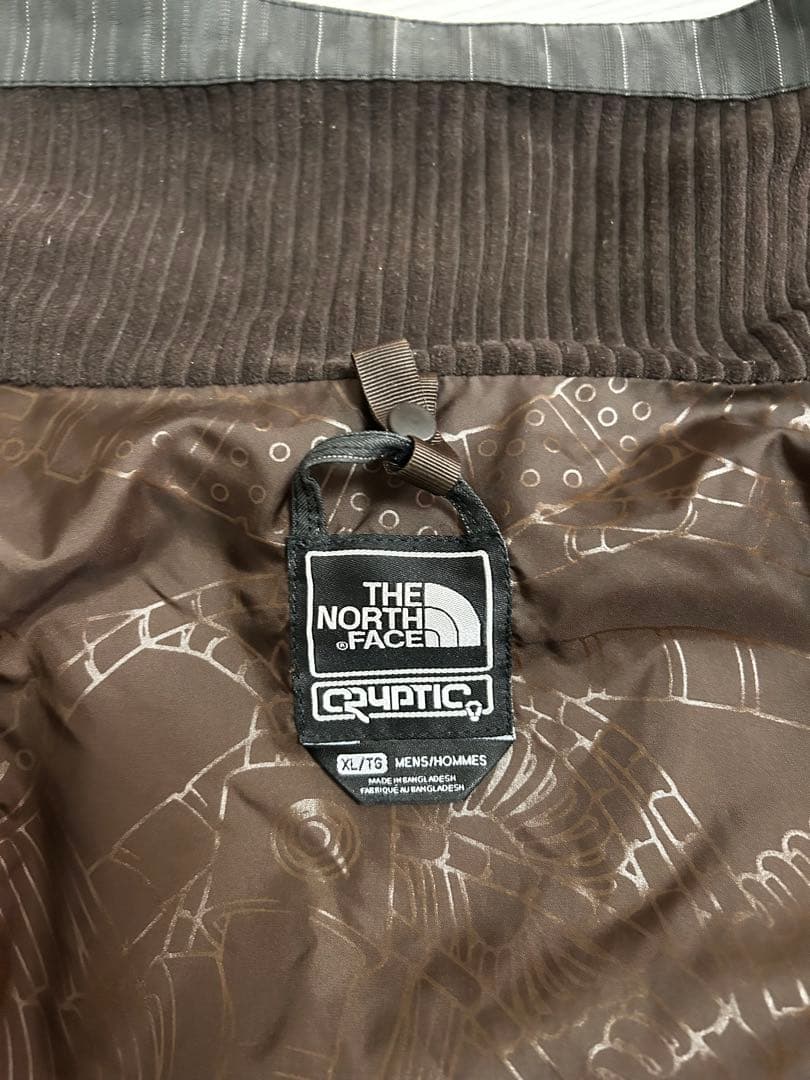 THE
NORTH
®FACE
CRYPTIC
XL/TG MENS/HOMMES
MADE IN BANGLADESH
FABRIQUÉ AU BANGLADESH